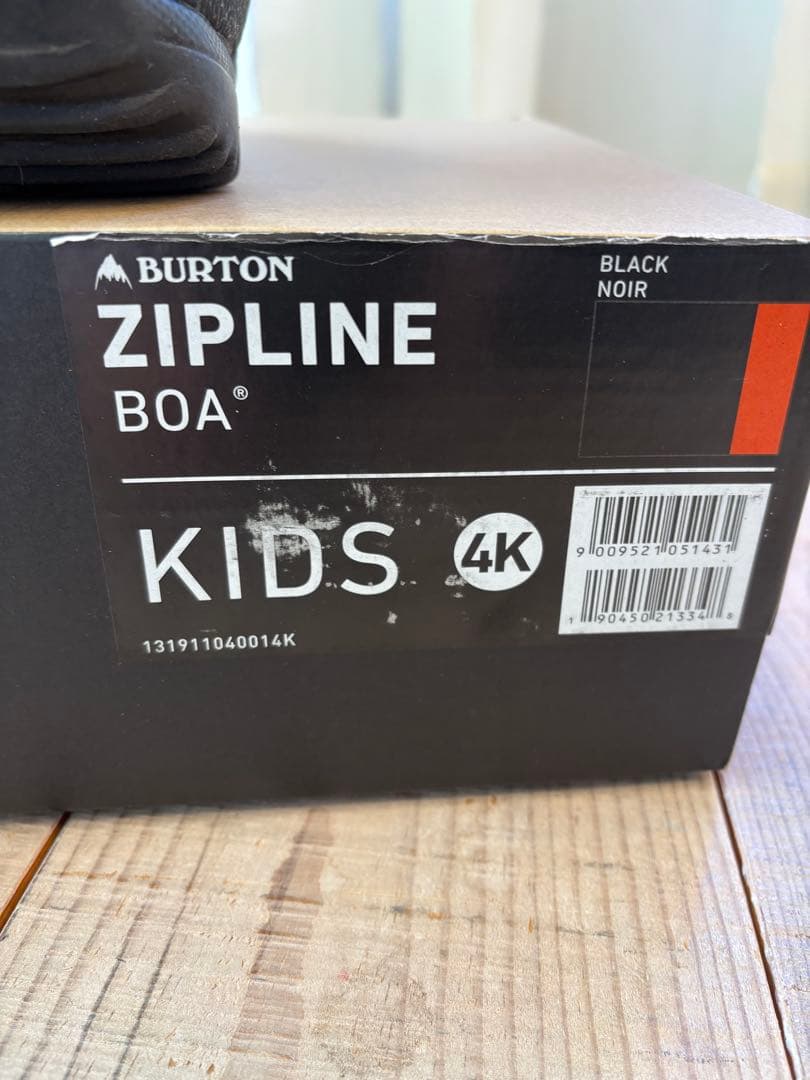 BURTON
ZIPLINE
BOA®
BLACK
NOIR
KIDS
4K
131911040014K
9 009521 051431
1 90450 21334 8